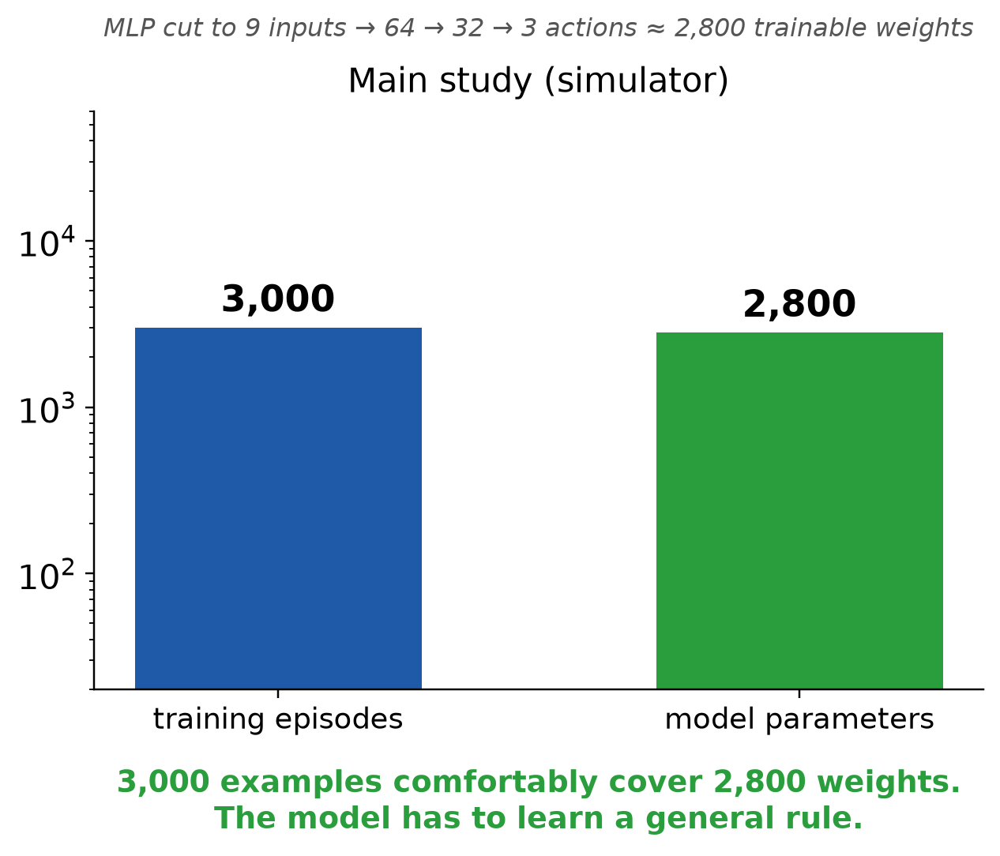 MLP cut to 9 inputs → 64 → 32 → 3 actions ≈ 2,800 trainable weights
Main study (simulator)
10⁴
10³
10²
3,000
2,800
training episodes
model parameters
3,000 examples comfortably cover 2,800 weights.
The model has to learn a general rule.